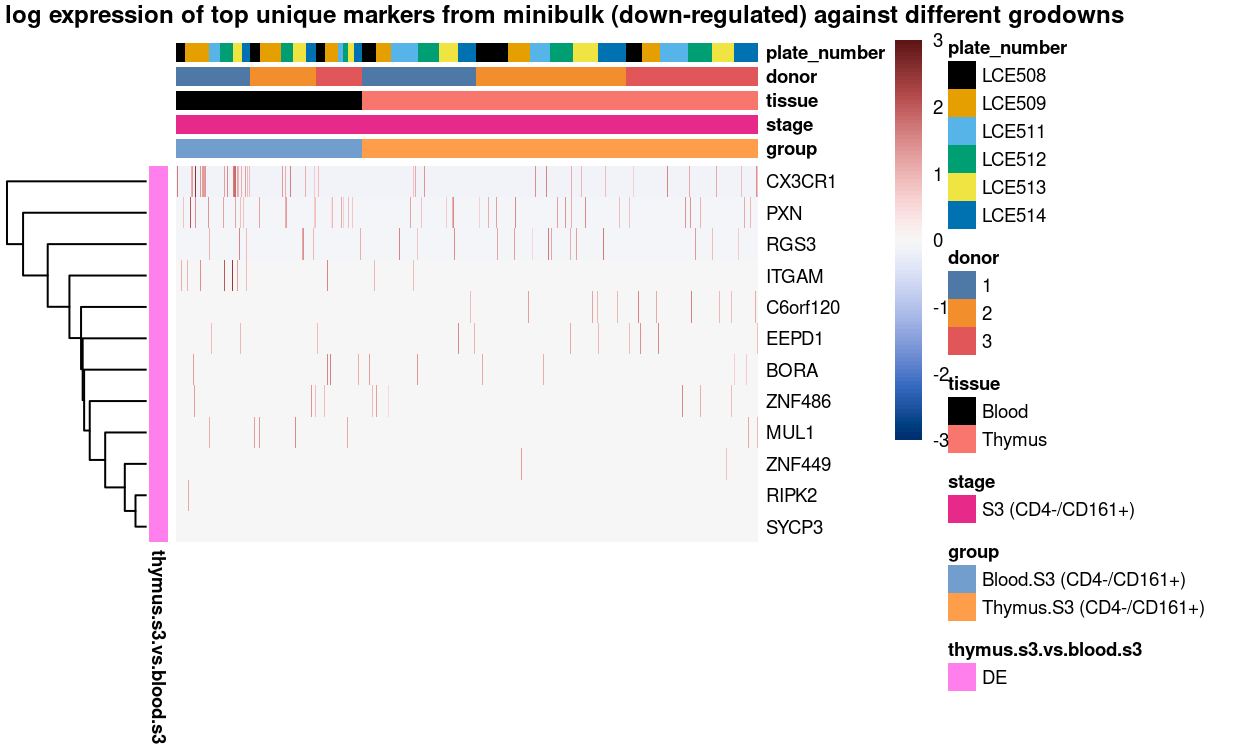 log expression of top unique markers from minibulk (down-regulated) against different grodowns
plate_number
donor
tissue
stage
group
CX3CR1
PXN
RGS3
ITGAM
C6orf120
EEPD1
BORA
ZNF486
MUL1
ZNF449
RIPK2
SYCP3
thymus.s3.vs.blood.s3
3
2
1
0
-1
-2
-3
plate_number
LCE508
LCE509
LCE511
LCE512
LCE513
LCE514
donor
1
2
3
tissue
Blood
Thymus
stage
S3 (CD4-/CD161+)
group
Blood.S3 (CD4-/CD161+)
Thymus.S3 (CD4-/CD161+)
thymus.s3.vs.blood.s3
DE